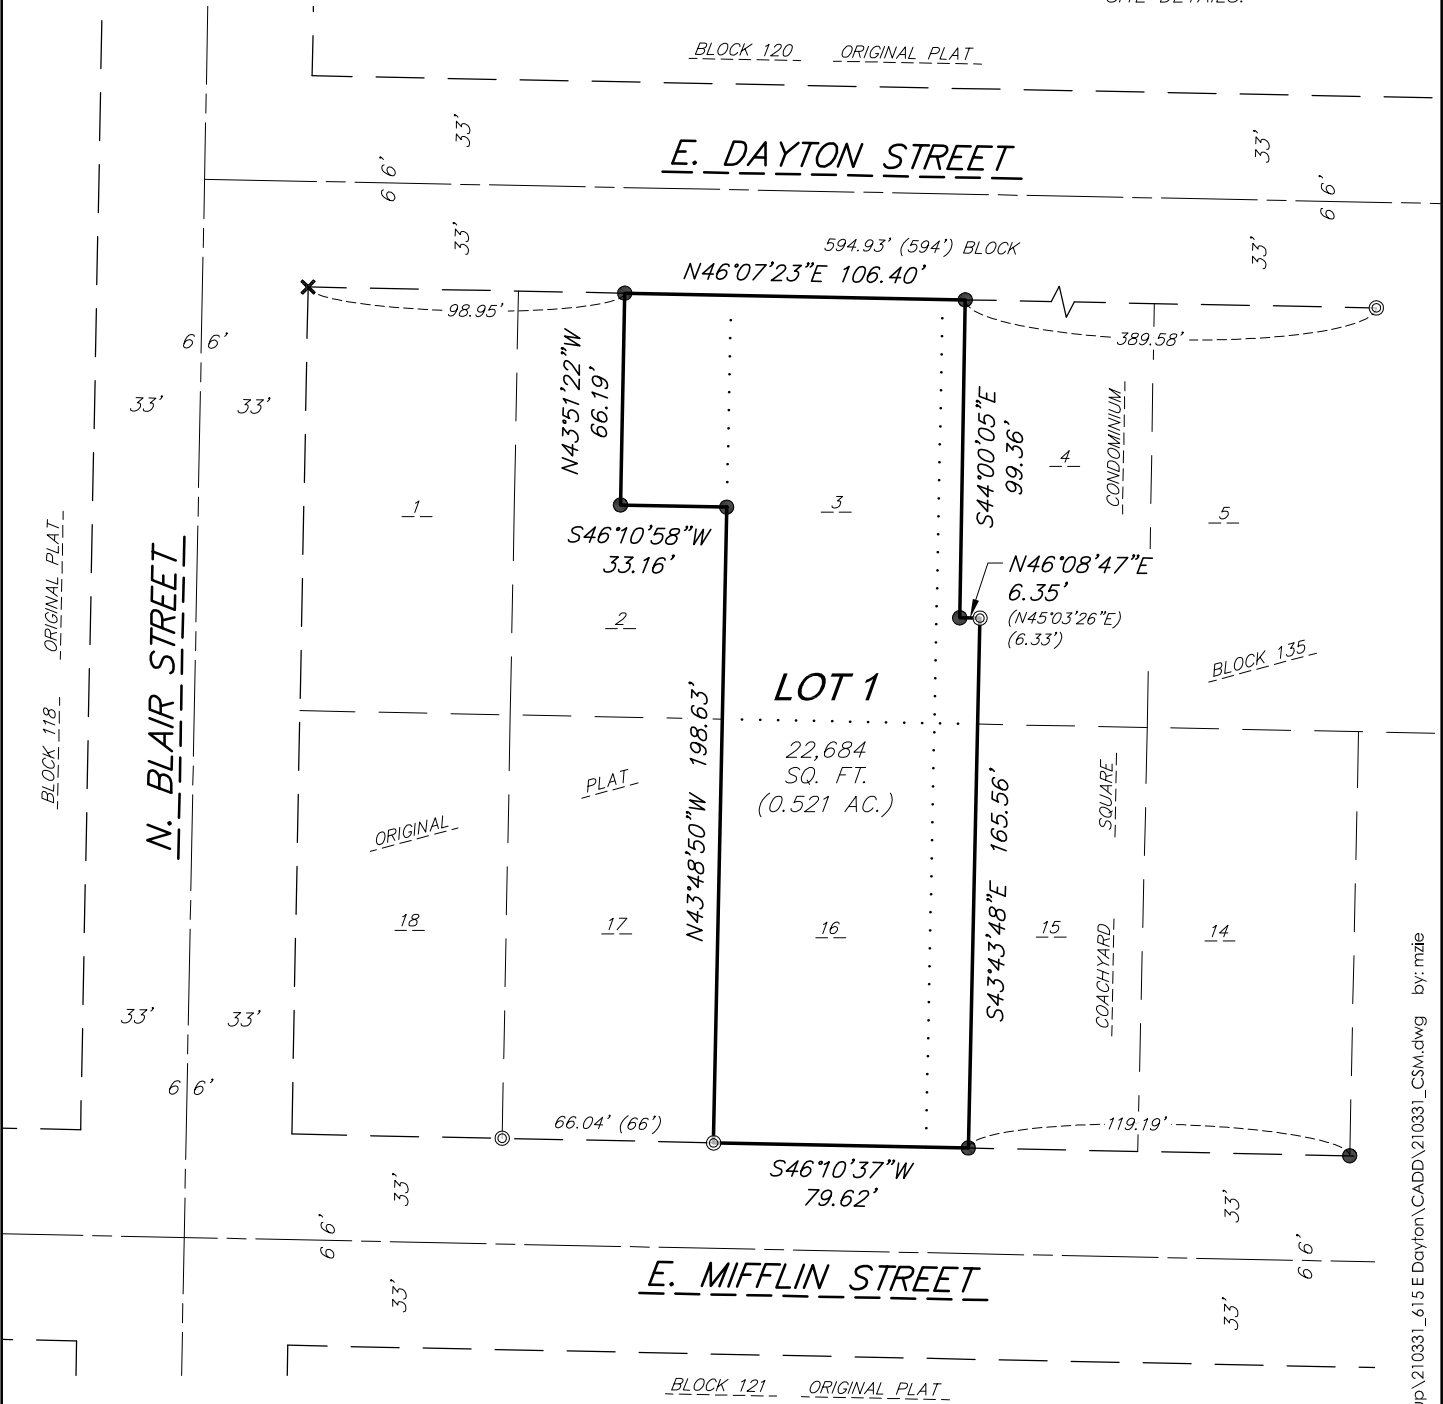 BLOCK 120 ORIGINAL PLAT
33' 33'
E. DAYTON STREET
66' 66'
33' 33'
594.93' (594') BLOCK
N46°07'23"E 106.40'
98.95'
389.58'
66'
33' 33'
N43°51'22"W
66.19'
S44°00'05"E
99.36'
CONDOMINIUM
4
1
3
5
S46°10'58"W
33.16'
N46°08'47"E
6.35'
(N45°03'26"E)
(6.33')
2
BLOCK 118 ORIGINAL PLAT
N. BLAIR STREET
BLOCK 135
LOT 1
22,684
SQ. FT.
(0.521 AC.)
N43°48'50"W 198.63'
S43°43'48"E 165.56'
ORIGINAL PLAT
COACHYARD SQUARE
18
17
16
15
14
33' 33'
66'
66.04' (66')
119.19'
S46°10'37"W
79.62'
33' 33'
66' 66'
E. MIFFLIN STREET
33' 33'
BLOCK 121 ORIGINAL PLAT
up\210331_615 E Dayton\CADD\210331_CSM.dwg by: mzie